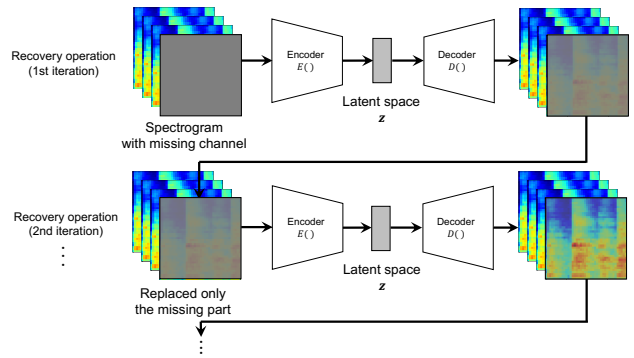 Recovery operation
(1st iteration)
Encoder
E()
Decoder
D()
Latent space
z
Spectrogram
with missing channel
Recovery operation
(2nd iteration)
Encoder
E()
Decoder
D()
Latent space
z
Replaced only
the missing part